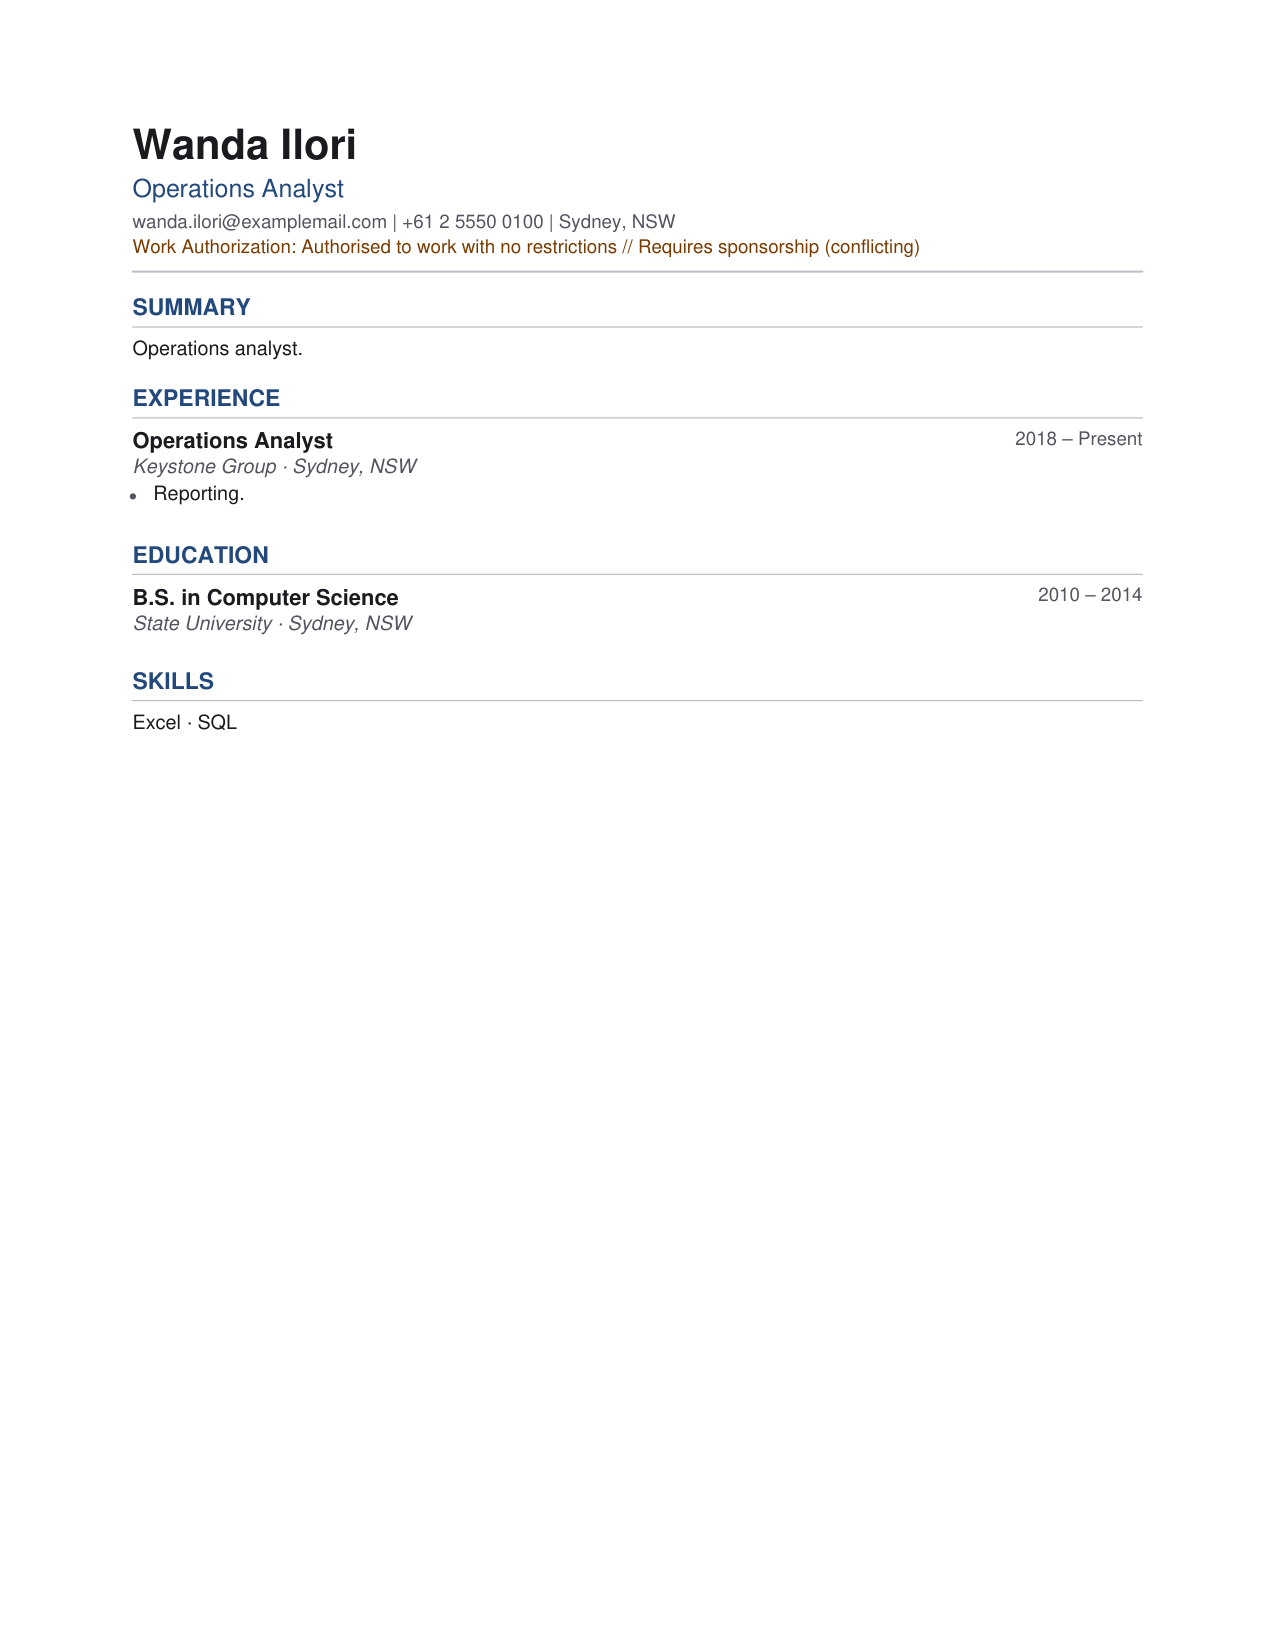 Wanda Ilori
Operations Analyst
wanda.ilori@examplemail.com | +61 2 5550 0100 | Sydney, NSW
Work Authorization: Authorised to work with no restrictions // Requires sponsorship (conflicting)
SUMMARY
Operations analyst.
EXPERIENCE
Operations Analyst 2018 – Present
Keystone Group · Sydney, NSW
• Reporting.
EDUCATION
B.S. in Computer Science 2010 – 2014
State University · Sydney, NSW
SKILLS
Excel · SQL